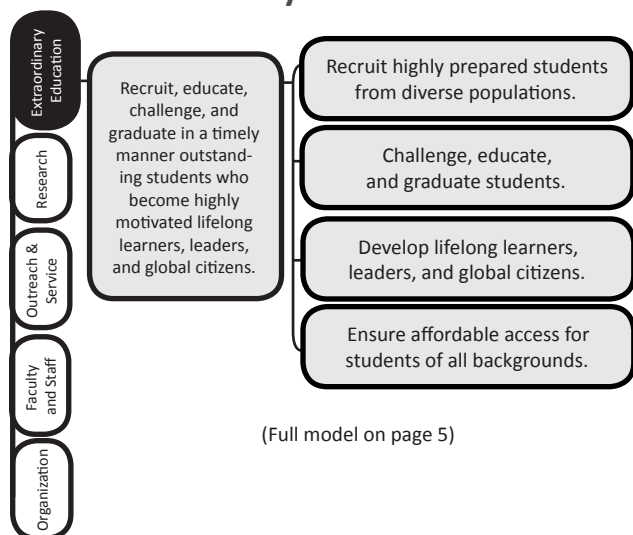 Extraordinary
Education
Research
Outreach &
Service
Faculty
and Staff
Organization
Recruit, educate,
challenge, and
graduate in a timely
manner outstand-
ing students who
become highly
motivated lifelong
learners, leaders,
and global citizens.
Recruit highly prepared students
from diverse populations.
Challenge, educate,
and graduate students.
Develop lifelong learners,
leaders, and global citizens.
Ensure affordable access for
students of all backgrounds.
(Full model on page 5)